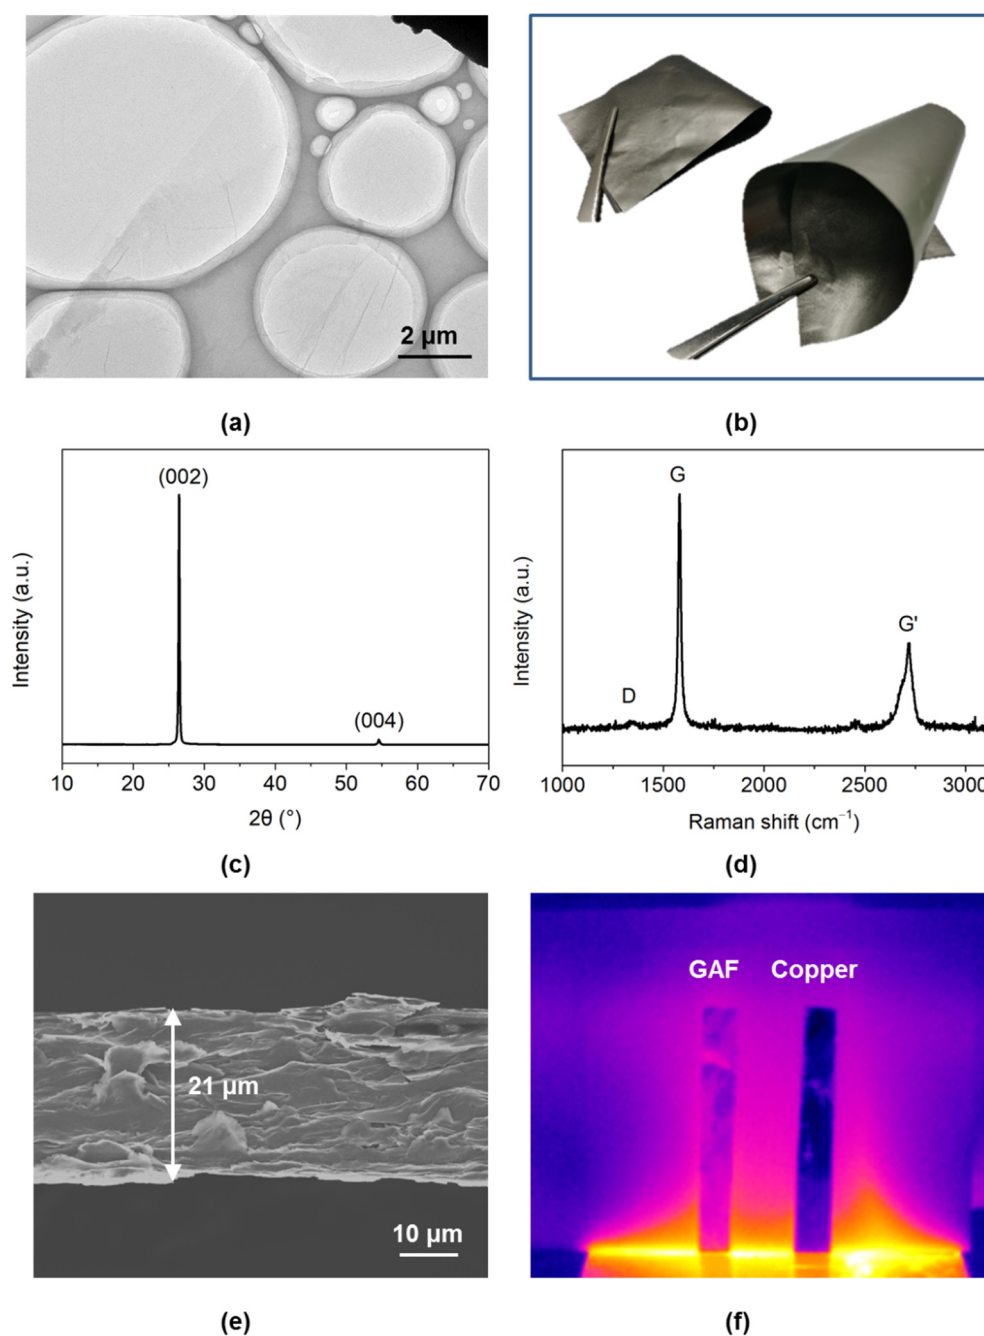 2 μm
(a)
(b)
(002)
(004)
Intensity (a.u.)
10 20 30 40 50 60 70
2θ (°)
(c)
G
G'
D
Intensity (a.u.)
1000 1500 2000 2500 3000
Raman shift (cm⁻¹)
(d)
21 μm
10 μm
(e)
GAF Copper
(f)